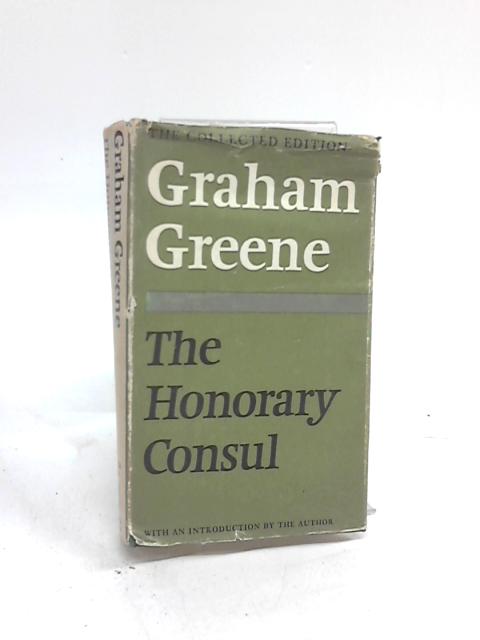 THE COLLECTED EDITION
Graham
Greene
The
Honorary
Consul
WITH AN INTRODUCTION BY THE AUTHOR
Graham Greene